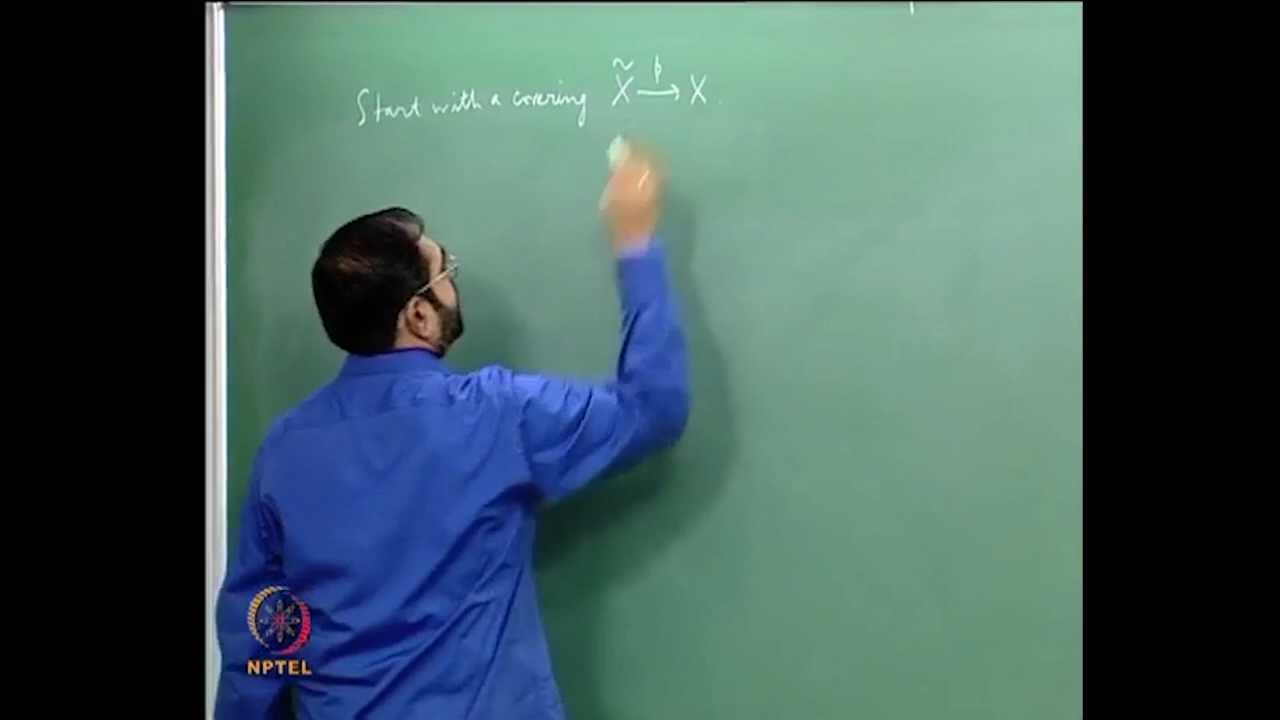 Start with a covering X̃ —p→ X.
NPTEL